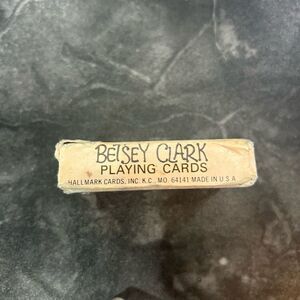 BETSEY CLARK
PLAYING CARDS
HALLMARK CARDS, INC. K.C., MO. 64141 MADE IN U.S.A.